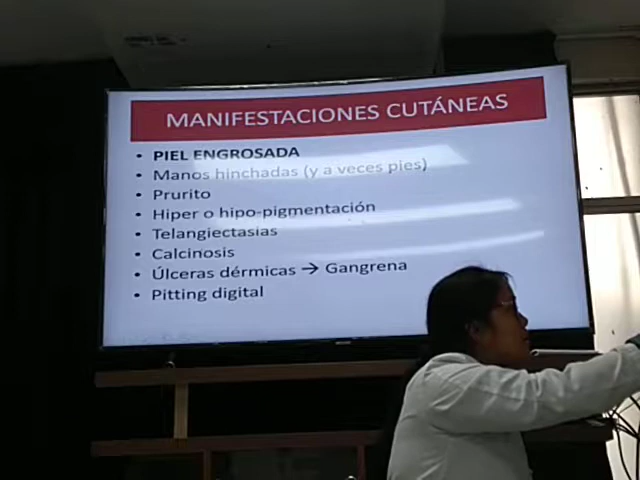 MANIFESTACIONES CUTÁNEAS
• PIEL ENGROSADA
• Manos hinchadas (y a veces pies)
• Prurito
• Hiper o hipo-pigmentación
• Telangiectasias
• Calcinosis
• Úlceras dérmicas → Gangrena
• Pitting digital